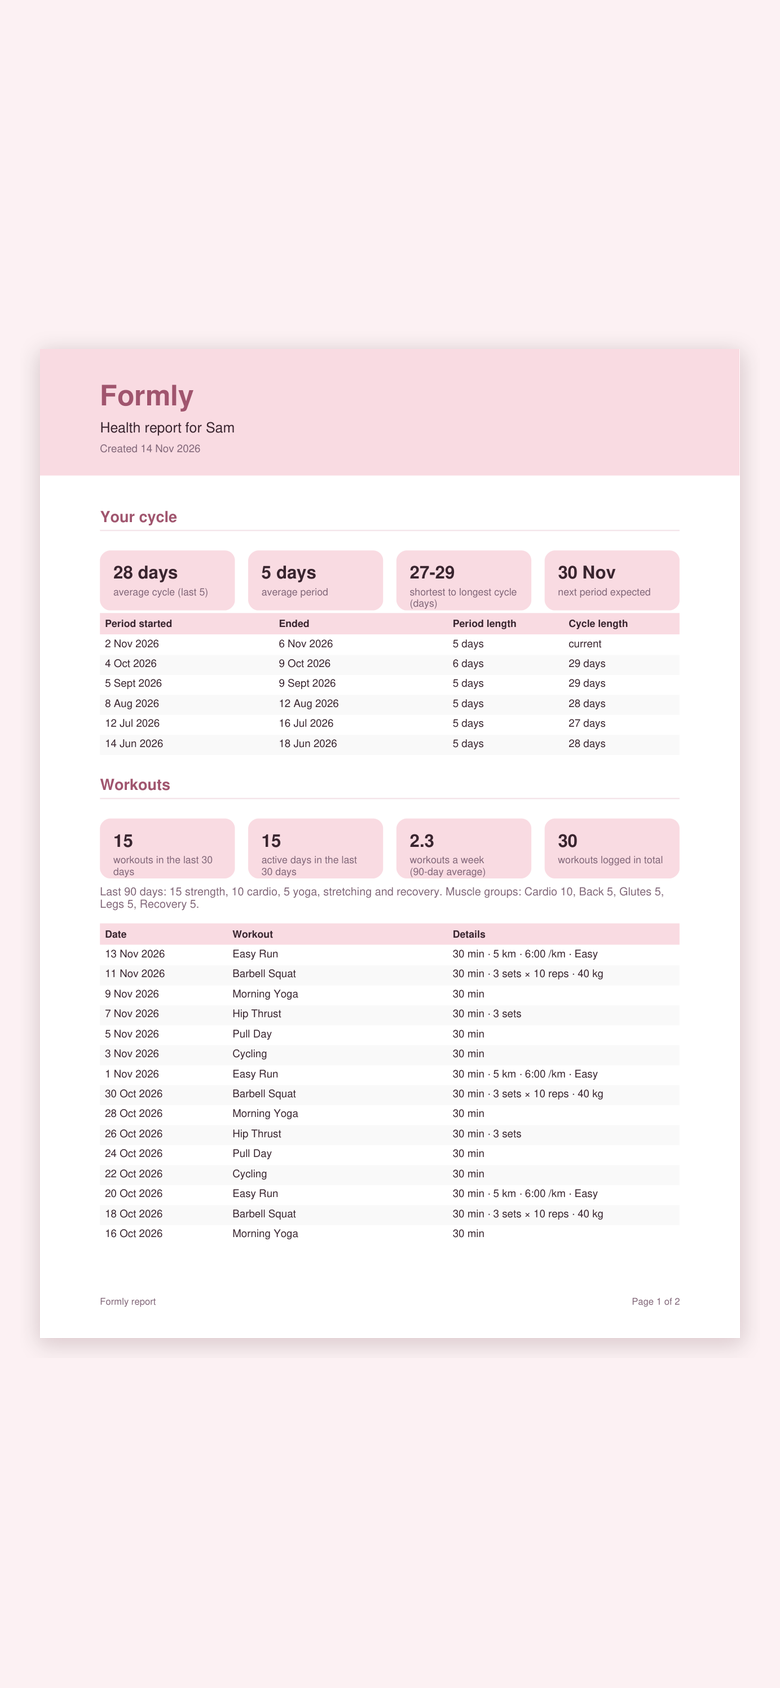 Formly
Health report for Sam
Created 14 Nov 2026
Your cycle
28 days
average cycle (last 5)
5 days
average period
27-29
shortest to longest cycle
(days)
30 Nov
next period expected
Period started Ended Period length Cycle length
2 Nov 2026 6 Nov 2026 5 days current
4 Oct 2026 9 Oct 2026 6 days 29 days
5 Sept 2026 9 Sept 2026 5 days 29 days
8 Aug 2026 12 Aug 2026 5 days 28 days
12 Jul 2026 16 Jul 2026 5 days 27 days
14 Jun 2026 18 Jun 2026 5 days 28 days
Workouts
15
workouts in the last 30
days
15
active days in the last
30 days
2.3
workouts a week
(90-day average)
30
workouts logged in total
Last 90 days: 15 strength, 10 cardio, 5 yoga, stretching and recovery. Muscle groups: Cardio 10, Back 5, Glutes 5,
Legs 5, Recovery 5.
Date Workout Details
13 Nov 2026 Easy Run 30 min · 5 km · 6:00 /km · Easy
11 Nov 2026 Barbell Squat 30 min · 3 sets × 10 reps · 40 kg
9 Nov 2026 Morning Yoga 30 min
7 Nov 2026 Hip Thrust 30 min · 3 sets
5 Nov 2026 Pull Day 30 min
3 Nov 2026 Cycling 30 min
1 Nov 2026 Easy Run 30 min · 5 km · 6:00 /km · Easy
30 Oct 2026 Barbell Squat 30 min · 3 sets × 10 reps · 40 kg
28 Oct 2026 Morning Yoga 30 min
26 Oct 2026 Hip Thrust 30 min · 3 sets
24 Oct 2026 Pull Day 30 min
22 Oct 2026 Cycling 30 min
20 Oct 2026 Easy Run 30 min · 5 km · 6:00 /km · Easy
18 Oct 2026 Barbell Squat 30 min · 3 sets × 10 reps · 40 kg
16 Oct 2026 Morning Yoga 30 min
Formly report Page 1 of 2